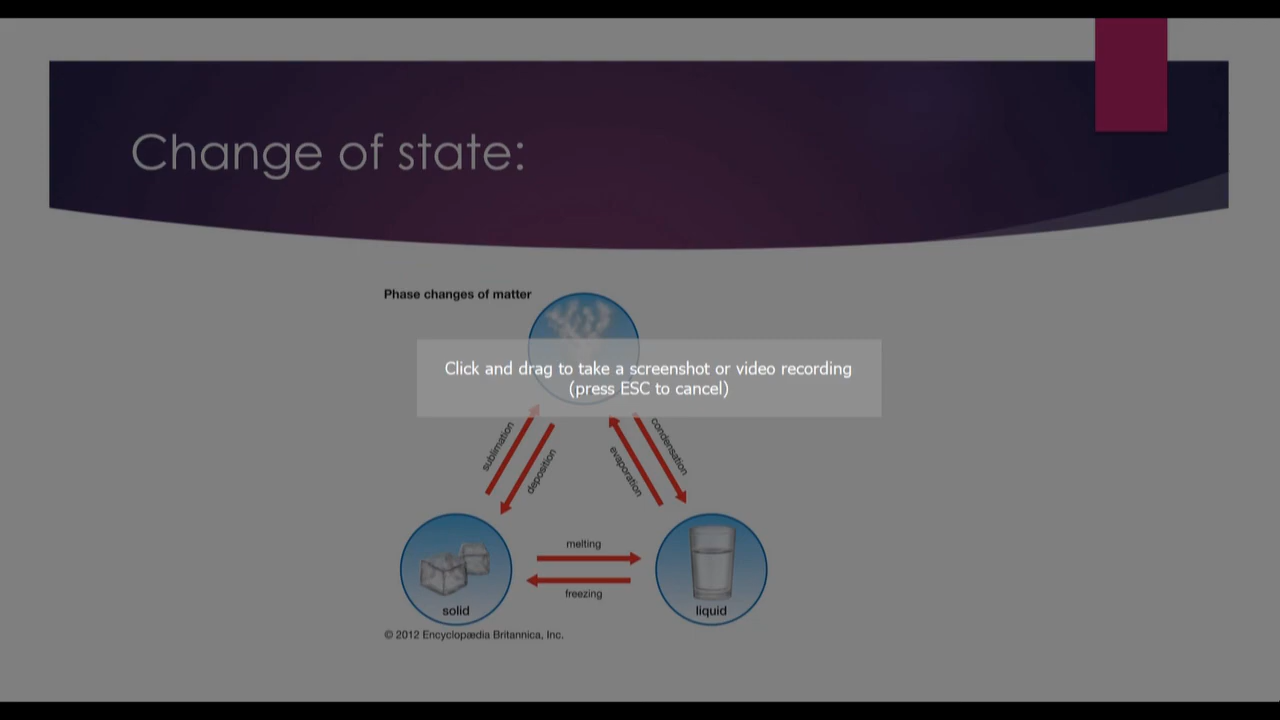 Change of state:
Phase changes of matter
Click and drag to take a screenshot or video recording
(press ESC to cancel)
sublimation
deposition
evaporation
condensation
melting
freezing
solid
liquid
© 2012 Encyclopædia Britannica, Inc.